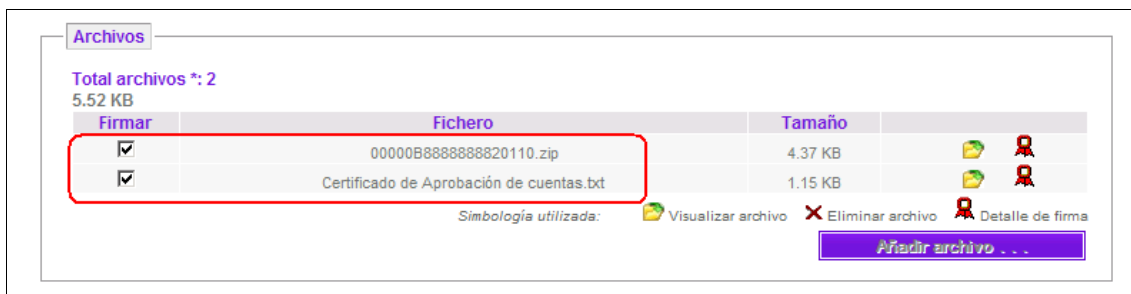 Archivos
Total archivos *: 2
5.52 KB
Firmar Fichero Tamaño
00000B8888888820110.zip 4.37 KB
Certificado de Aprobación de cuentas.txt 1.15 KB
Simbología utilizada: Visualizar archivo Eliminar archivo Detalle de firma
Añadir archivo . . .